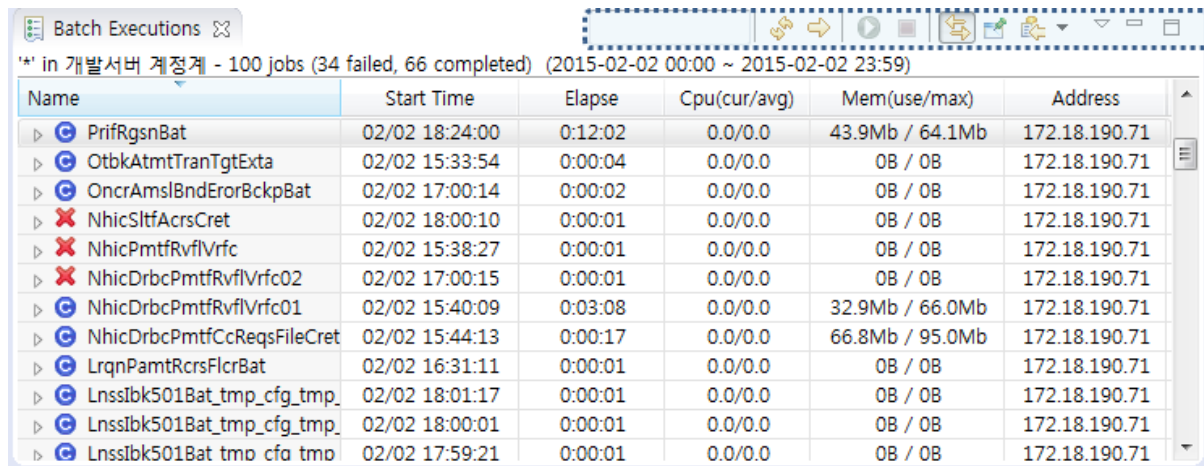 Batch Executions
'*' in 개발서버 계정계 - 100 jobs (34 failed, 66 completed) (2015-02-02 00:00 ~ 2015-02-02 23:59)
Name Start Time Elapse Cpu(cur/avg) Mem(use/max) Address
C PrifRgsnBat 02/02 18:24:00 0:12:02 0.0/0.0 43.9Mb / 64.1Mb 172.18.190.71
C OtbkAtmtTranTgtExta 02/02 15:33:54 0:00:04 0.0/0.0 0B / 0B 172.18.190.71
C OncrAmslBndErorBckpBat 02/02 17:00:14 0:00:02 0.0/0.0 0B / 0B 172.18.190.71
NhicSltfAcrsCret 02/02 18:00:10 0:00:01 0.0/0.0 0B / 0B 172.18.190.71
NhicPmtfRvflVrfc 02/02 15:38:27 0:00:01 0.0/0.0 0B / 0B 172.18.190.71
NhicDrbcPmtfRvflVrfc02 02/02 17:00:15 0:00:01 0.0/0.0 0B / 0B 172.18.190.71
C NhicDrbcPmtfRvflVrfc01 02/02 15:40:09 0:03:08 0.0/0.0 32.9Mb / 66.0Mb 172.18.190.71
C NhicDrbcPmtfCcReqsFileCret 02/02 15:44:13 0:00:17 0.0/0.0 66.8Mb / 95.0Mb 172.18.190.71
C LrqnPamtRcrsFlcrBat 02/02 16:31:11 0:00:01 0.0/0.0 0B / 0B 172.18.190.71
C LnssIbk501Bat_tmp_cfg_tmp_ 02/02 18:01:17 0:00:01 0.0/0.0 0B / 0B 172.18.190.71
C LnssIbk501Bat_tmp_cfg_tmp_ 02/02 18:00:01 0:00:01 0.0/0.0 0B / 0B 172.18.190.71
C LnssIbk501Bat tmp cfg tmp 02/02 17:59:21 0:00:01 0.0/0.0 0B / 0B 172.18.190.71